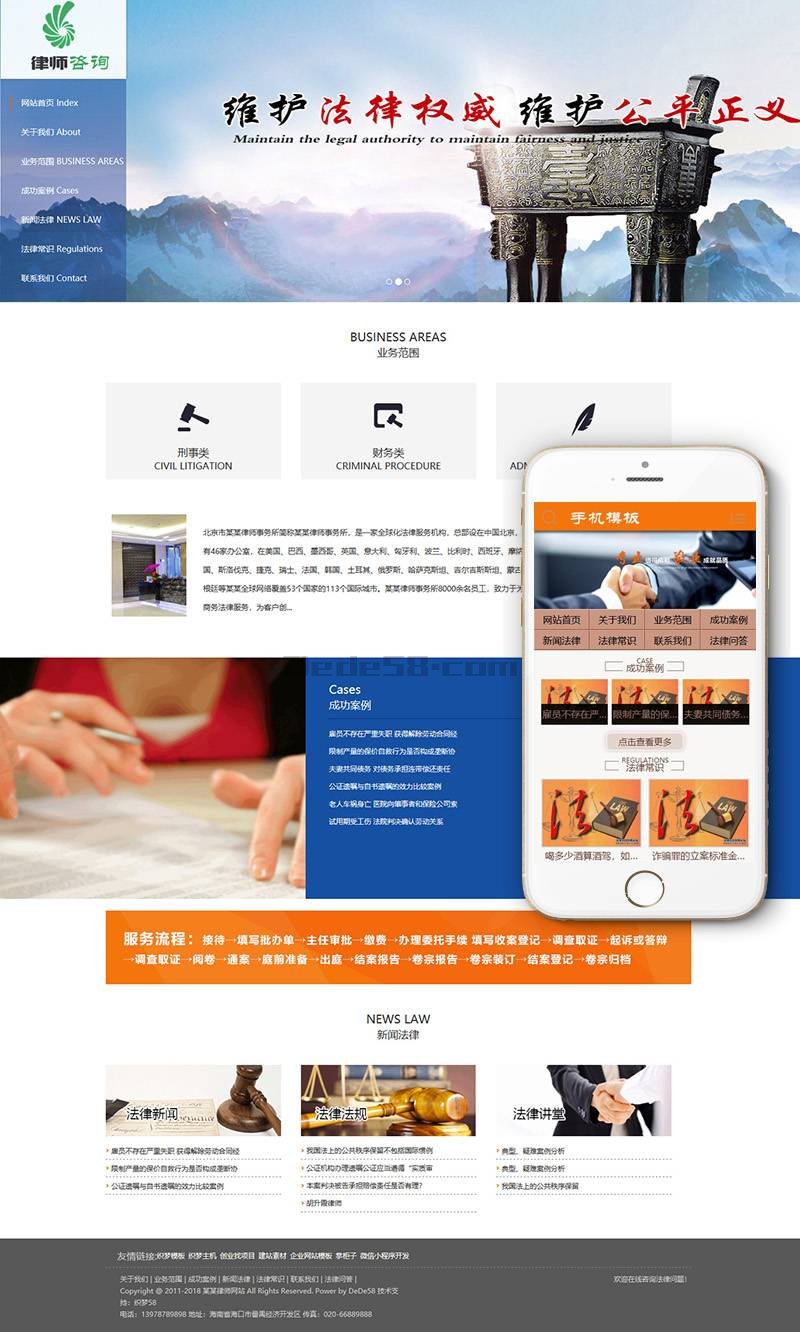 律师咨询
网站首页 Index
关于我们 About
业务范围 BUSINESS AREAS
成功案例 Cases
新闻法律 NEWS LAW
法律常识 Regulations
联系我们 Contact
维护法律权威 维护公平正义
Maintain the legal authority to maintain fairness and justice
BUSINESS AREAS
业务范围
刑事类
CIVIL LITIGATION
财务类
CRIMINAL PROCEDURE
ADM
北京市某某律师事务所简称某某律师事务所，是一家全球化法律服务机构，总部设在中国北京，
有46家办公室，在美国、巴西、墨西哥、英国、意大利、匈牙利、波兰、比利时、西班牙、摩纳
国、斯洛伐克、捷克、瑞士、法国、韩国、土耳其、俄罗斯、哈萨克斯坦、吉尔吉斯斯坦、蒙古
根廷等某某全球网络覆盖53个国家的113个国际城市。某某律师事务所8000余名员工，致力于为
商务法律服务，为客户创...
Dede58.com
Cases
成功案例
雇员不存在严重失职 获得解除劳动合同经
限制产量的保价自救行为是否构成垄断协
夫妻共同债务 对债务承担连带偿还责任
公证遗嘱与自书遗嘱的效力比较案例
老人车祸身亡 医院向肇事者和保险公司索
试用期受工伤 法院判决确认劳动关系
手机模板
成就品质
网站首页 关于我们 业务范围 成功案例
新闻法律 法律常识 联系我们 法律问答
CASE
成功案例
雇员不存在严... 限制产量的保... 夫妻共同债务...
点击查看更多
REGULATIONS
法律常识
法 LAW 法 LAW
喝多少酒算酒驾，如... 诈骗罪的立案标准金...
服务流程：接待→填写批办单→主任审批→缴费→办理委托手续 填写收案登记→调查取证→起诉或答辩
→调查取证→阅卷→通案→庭前准备→出庭→结案报告→卷宗报告→卷宗装订→结案登记→卷宗归档
NEWS LAW
新闻法律
法律新闻
雇员不存在严重失职 获得解除劳动合同经
限制产量的保价自救行为是否构成垄断协
公证遗嘱与自书遗嘱的效力比较案例
法律法规
我国法上的公共秩序保留不包括国际惯例
公证机构办理遗嘱公证应当遵循“实质审
本案判决被告承担赔偿责任是否有理?
胡升霞律师
法律讲堂
典型、疑难案例分析
典型、疑难案例分析
我国法上的公共秩序保留
友情链接:织梦模板 织梦主机 创业找项目 建站素材 企业网站模板 掌柜子 微信小程序开发
关于我们 | 业务范围 | 成功案例 | 新闻法律 | 法律常识 | 联系我们 | 法律问答 |
欢迎在线咨询法律问题!
Copyright @ 2011-2018 某某律师网站 All Rights Reserved. Power by DeDe58 技术支
持：织梦58
电话：13978789898 地址：海南省海口市番禺经济开发区 传真：020-66889888